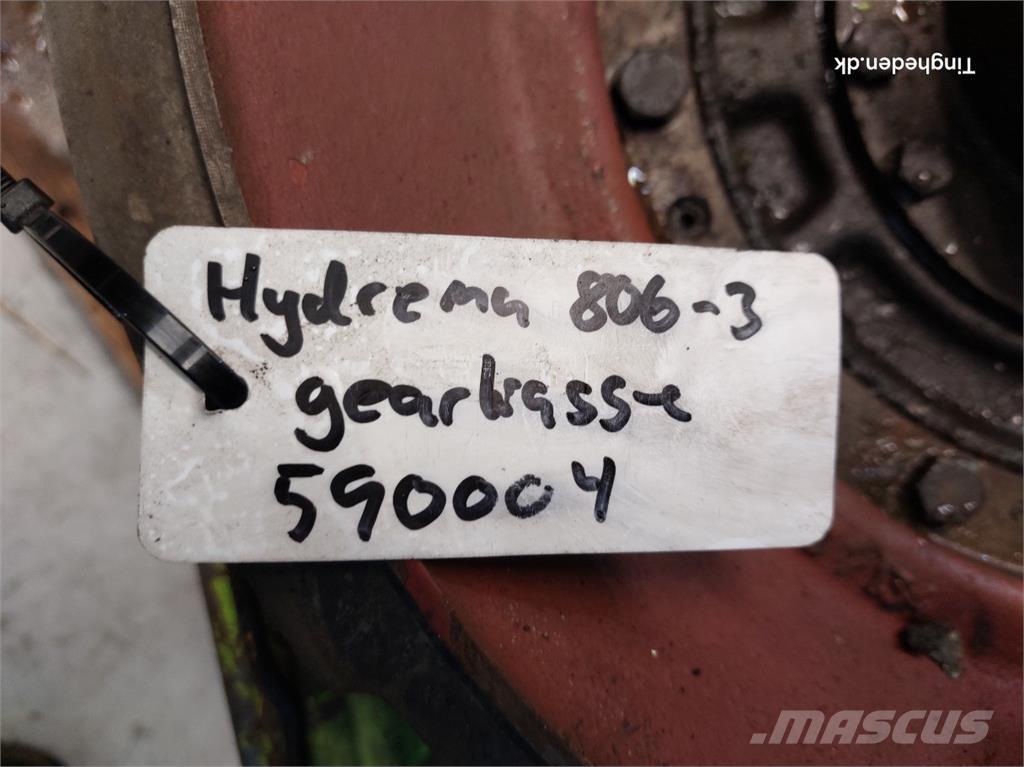 Tingheden.dk
Hydrema 806-3
gearkasse
590004
MASCUS